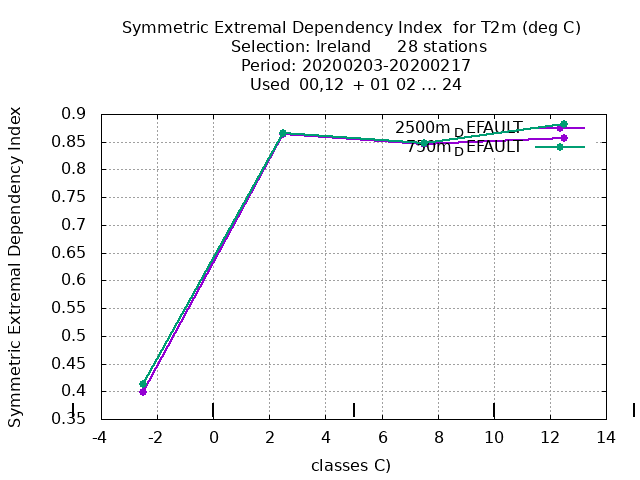 Symmetric Extremal Dependency Index for T2m (deg C)
Selection: Ireland 28 stations
Period: 20200203-20200217
Used 00,12 + 01 02 ... 24
Symmetric Extremal Dependency Index
0.9
0.85
0.8
0.75
0.7
0.65
0.6
0.55
0.5
0.45
0.4
0.35
2500m_DEFAULT
750m_DEFAULT
-4 -2 0 2 4 6 8 10 12 14
classes C)